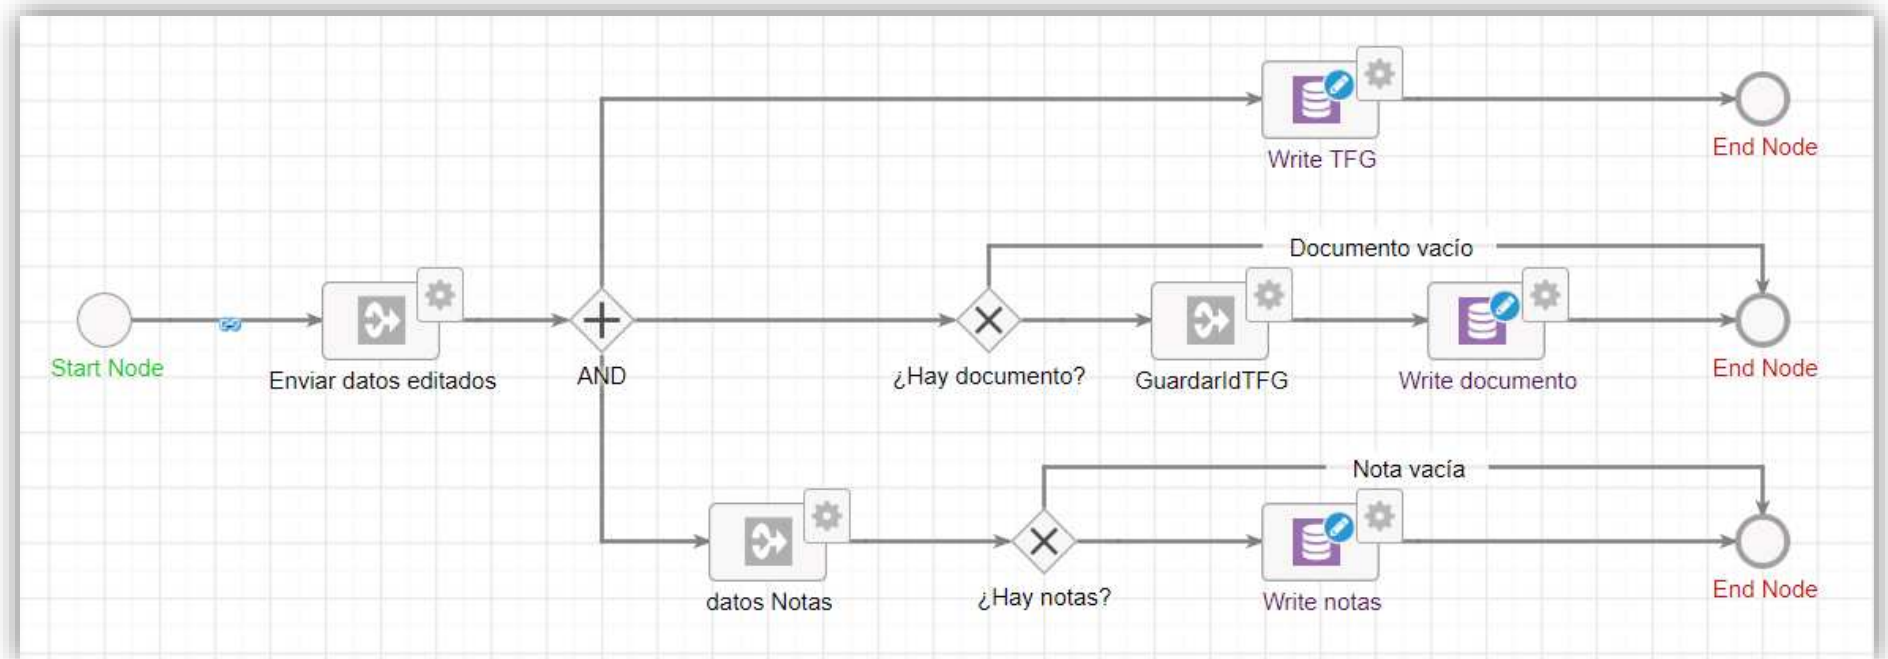 Write TFG
End Node
Documento vacío
Start Node
Enviar datos editados
AND
¿Hay documento?
GuardarIdTFG
Write documento
End Node
Nota vacía
datos Notas
¿Hay notas?
Write notas
End Node